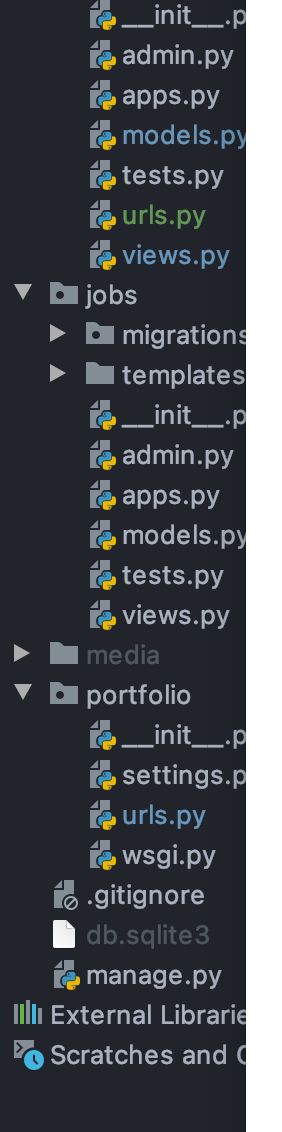 __init__.p
admin.py
apps.py
models.py
tests.py
urls.py
views.py
jobs
migrations
templates
__init__.p
admin.py
apps.py
models.py
tests.py
views.py
media
portfolio
__init__.p
settings.p
urls.py
wsgi.py
.gitignore
db.sqlite3
manage.py
External Librarie
Scratches and C